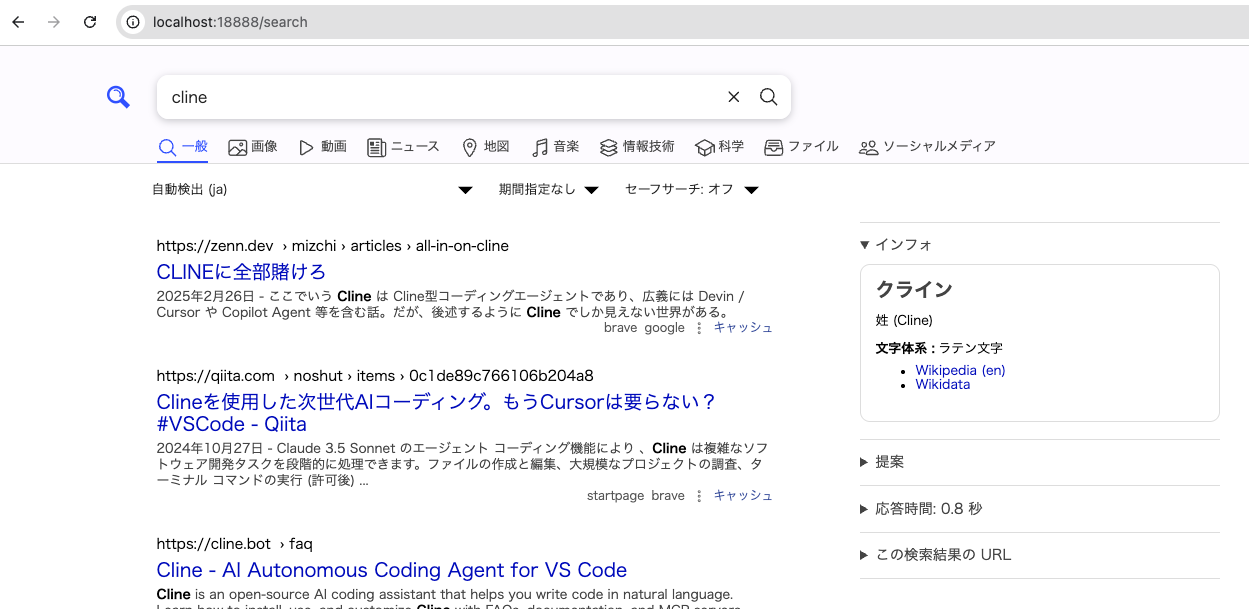 localhost:18888/search
cline
一般 画像 動画 ニュース 地図 音楽 情報技術 科学 ファイル ソーシャルメディア
自動検出 (ja) 期間指定なし セーフサーチ: オフ
https://zenn.dev › mizchi › articles › all-in-on-cline
CLINEに全部賭けろ
2025年2月26日 - ここでいう Cline は Cline型コーディングエージェントであり、広義には Devin /
Cursor や Copilot Agent 等を含む話。だが、後述するように Cline でしか見えない世界がある。
brave google キャッシュ
https://qiita.com › noshut › items › 0c1de89c766106b204a8
Clineを使用した次世代AIコーディング。もうCursorは要らない？
#VSCode - Qiita
2024年10月27日 - Claude 3.5 Sonnet のエージェント コーディング機能により 、Cline は複雑なソフ
トウェア開発タスクを段階的に処理できます。ファイルの作成と編集、大規模なプロジェクトの調査、タ
ーミナル コマンドの実行 (許可後) ...
startpage brave キャッシュ
https://cline.bot › faq
Cline - AI Autonomous Coding Agent for VS Code
Cline is an open-source AI coding assistant that helps you write code in natural language.
Learn how to install, use, and customize Cline with FAQs, documentation, and MCP servers
▼ インフォ
クライン
姓 (Cline)
文字体系 : ラテン文字
• Wikipedia (en)
• Wikidata
▶ 提案
▶ 応答時間: 0.8 秒
▶ この検索結果の URL